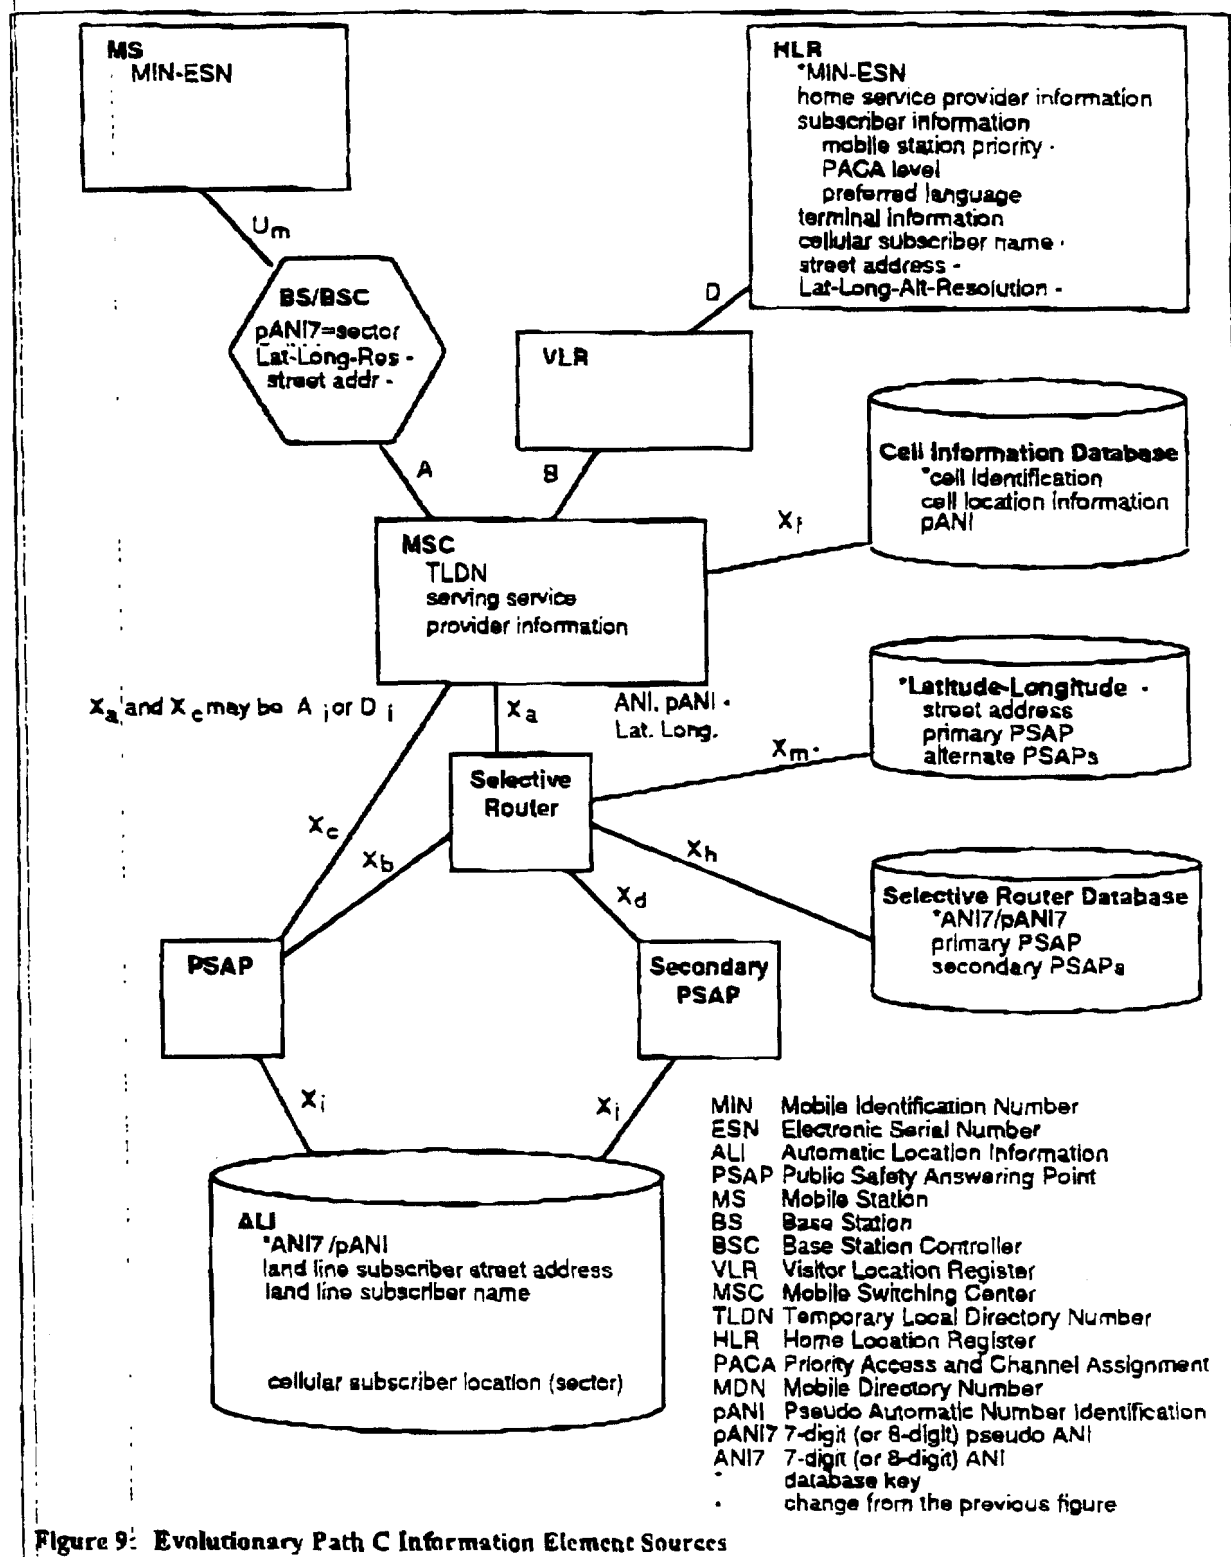 MS
MIN-ESN
HLR
*MIN-ESN
home service provider information
subscriber information
mobile station priority -
PACA level
preferred language
terminal information
cellular subscriber name -
street address -
Lat-Long-Alt-Resolution -
Um
D
BS/BSC
pANI7=sector
Lat-Long-Res -
street addr -
VLR
A
B
Cell Information Database
*cell identification
cell location information
pANI
MSC
TLDN
serving service
provider information
*Latitude-Longitude -
street address
primary PSAP
alternate PSAPs
Xa and Xc may be Ai or Di
Xa
ANI, pANI -
Lat. Long.
Xm -
Selective
Router
Xc
Xb
Xh
Xd
Selective Router Database
*ANI7/pANI7
primary PSAP
secondary PSAPs
PSAP
Secondary
PSAP
Xi
ALI
*ANI7/pANI
land line subscriber street address
land line subscriber name
cellular subscriber location (sector)
MIN Mobile Identification Number
ESN Electronic Serial Number
ALI Automatic Location Information
PSAP Public Safety Answering Point
MS Mobile Station
BS Base Station
BSC Base Station Controller
VLR Visitor Location Register
MSC Mobile Switching Center
TLDN Temporary Local Directory Number
HLR Home Location Register
PACA Priority Access and Channel Assignment
MDN Mobile Directory Number
pANI Pseudo Automatic Number Identification
pANI7 7-digit (or 8-digit) pseudo ANI
ANI7 7-digit (or 8-digit) ANI
* database key
- change from the previous figure
Figure 9: Evolutionary Path C Information Element Sources